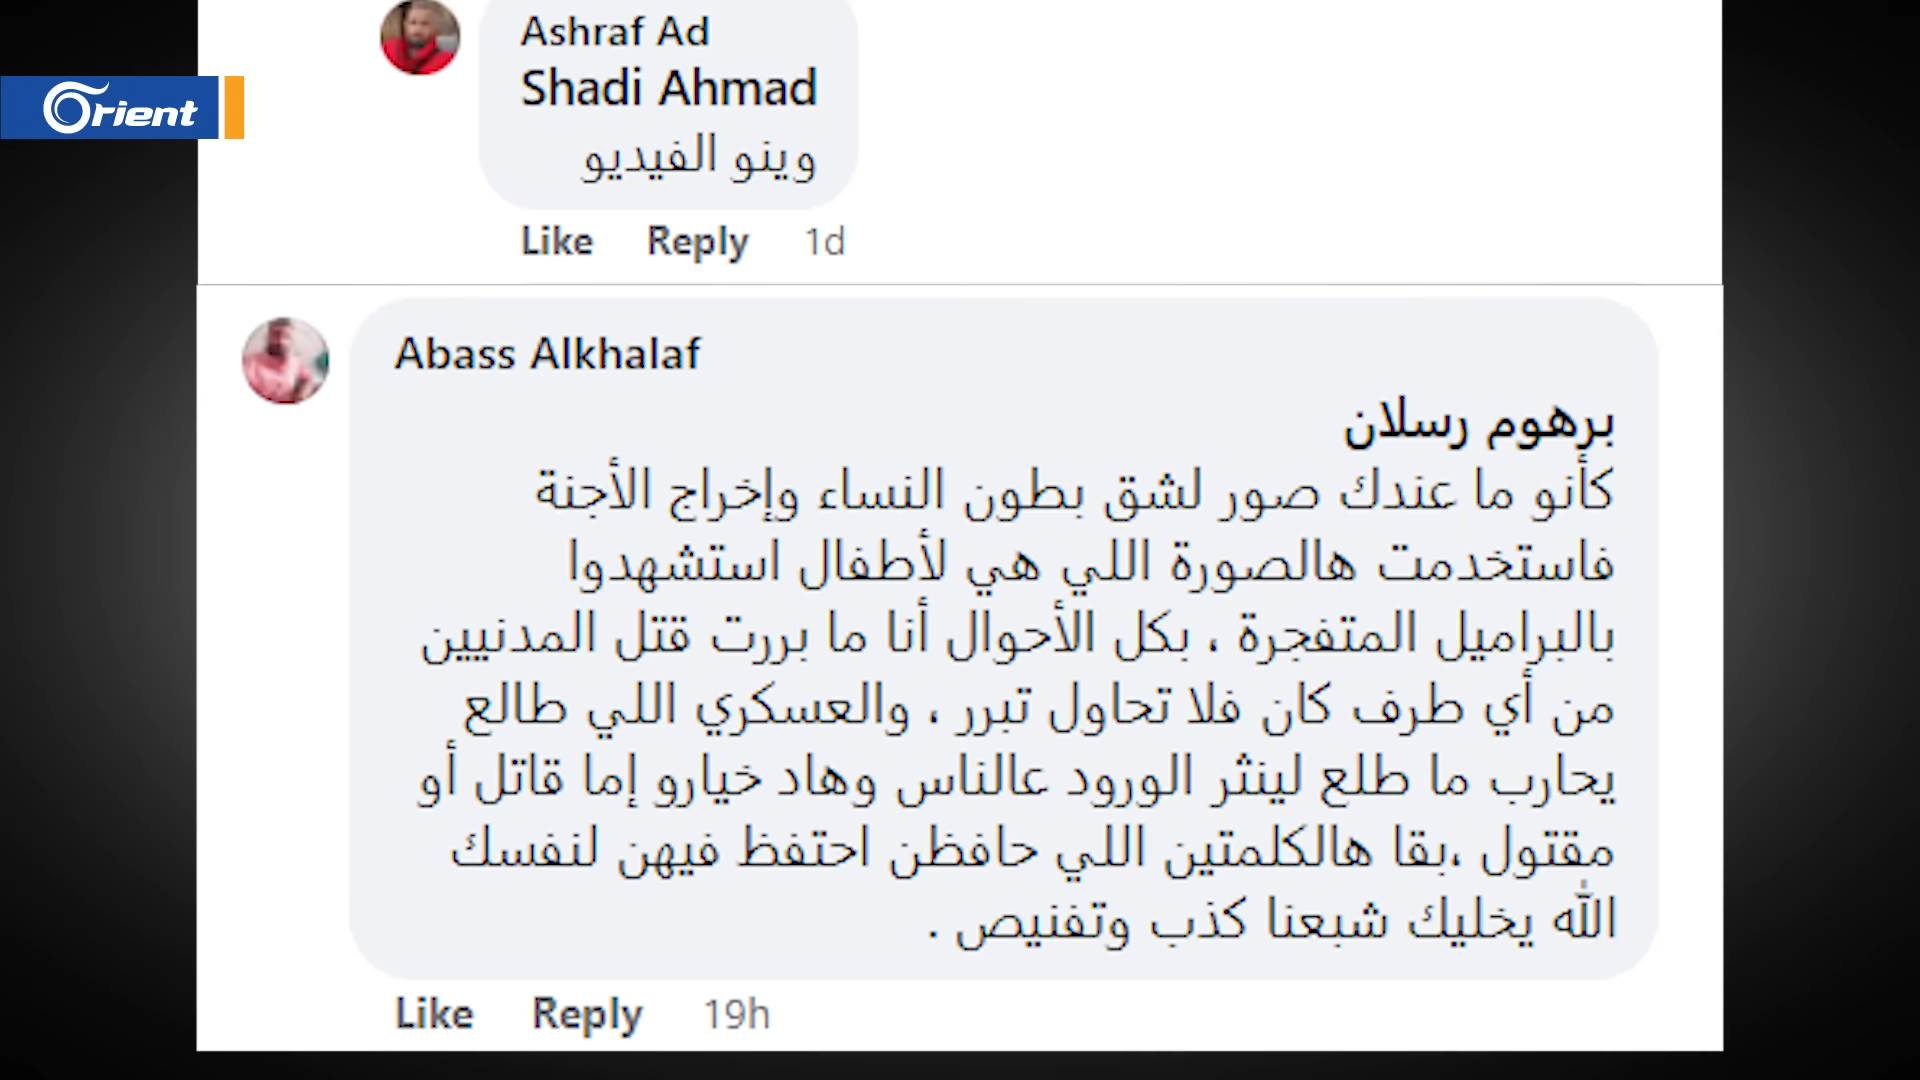 Orient
Ashraf Ad
Shadi Ahmad
وينو الفيديو
Like Reply 1d
Abass Alkhalaf
برهوم رسلان
كأنو ما عندك صور لشق بطون النساء وإخراج الأجنة
فاستخدمت هالصورة اللي هي لأطفال استشهدوا
بالبراميل المتفجرة ، بكل الأحوال أنا ما بررت قتل المدنيين
من أي طرف كان فلا تحاول تبرر ، والعسكري اللي طالع
يحارب ما طلع لينثر الورود عالناس وهاد خيارو إما قاتل أو
مقتول ،بقا هالكلمتين اللي حافظن احتفظ فيهن لنفسك
الله يخليك شبعنا كذب وتفنيص .
Like Reply 19h